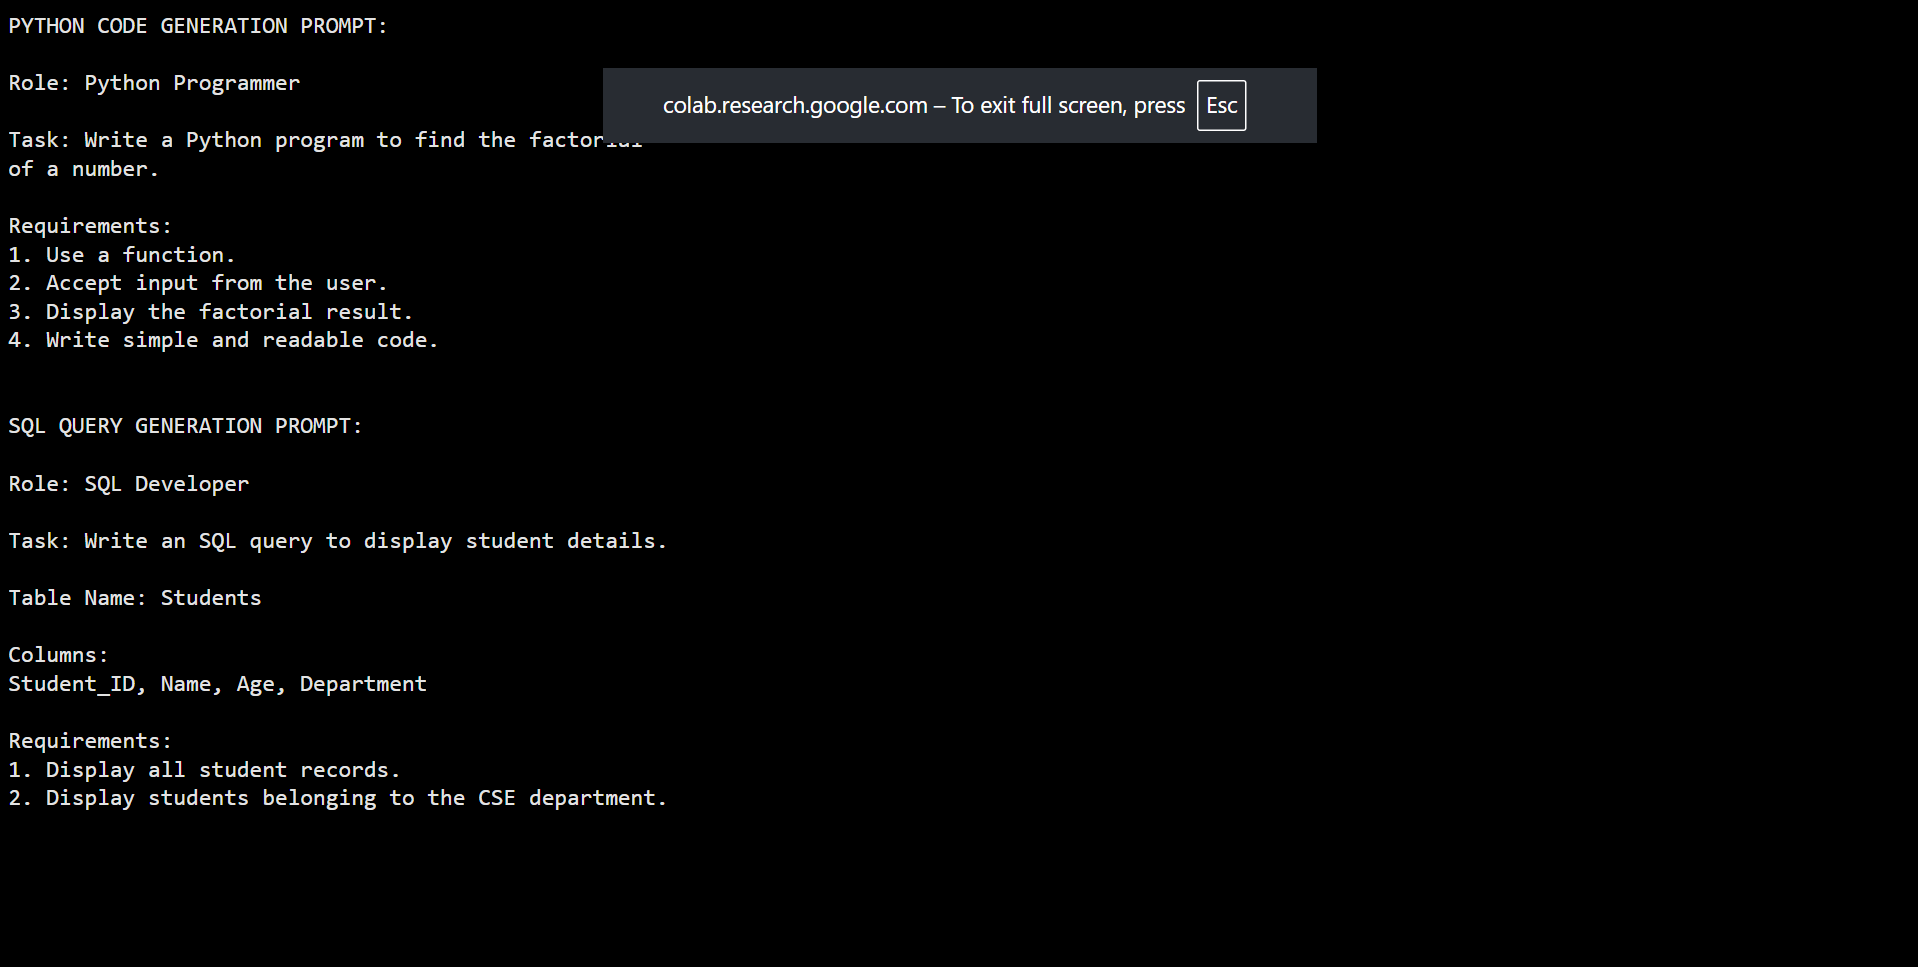 PYTHON CODE GENERATION PROMPT:
Role: Python Programmer
colab.research.google.com – To exit full screen, press Esc
Task: Write a Python program to find the factorial
of a number.
Requirements:
1. Use a function.
2. Accept input from the user.
3. Display the factorial result.
4. Write simple and readable code.
SQL QUERY GENERATION PROMPT:
Role: SQL Developer
Task: Write an SQL query to display student details.
Table Name: Students
Columns:
Student_ID, Name, Age, Department
Requirements:
1. Display all student records.
2. Display students belonging to the CSE department.